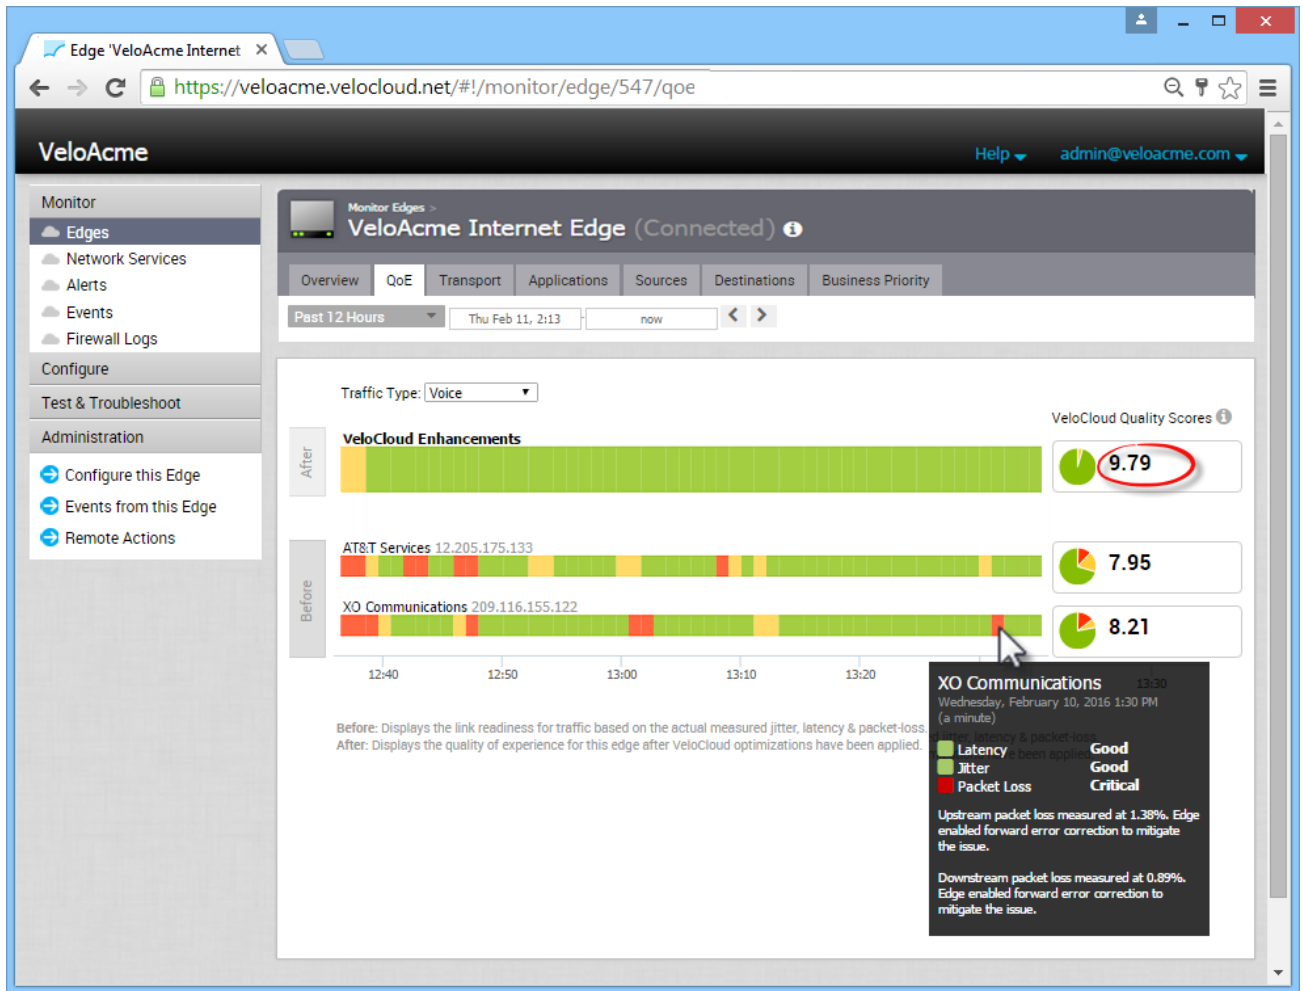 Edge 'VeloAcme Internet
https://veloacme.velocloud.net/#!/monitor/edge/547/qoe
VeloAcme
Help
admin@veloacme.com
Monitor
Edges
Network Services
Alerts
Events
Firewall Logs
Configure
Test & Troubleshoot
Administration
Configure this Edge
Events from this Edge
Remote Actions
Monitor Edges >
VeloAcme Internet Edge (Connected)
Overview QoE Transport Applications Sources Destinations Business Priority
Past 12 Hours Thu Feb 11, 2:13 - now
Traffic Type: Voice
VeloCloud Quality Scores
After
VeloCloud Enhancements
9.79
Before
AT&T Services 12.205.175.133
7.95
XO Communications 209.116.155.122
8.21
12:40 12:50 13:00 13:10 13:20 13:30
Before: Displays the link readiness for traffic based on the actual measured jitter, latency & packet-loss.
After: Displays the quality of experience for this edge after VeloCloud optimizations have been applied.
XO Communications
Wednesday, February 10, 2016 1:30 PM
(a minute)
Latency Good
Jitter Good
Packet Loss Critical
Upstream packet loss measured at 1.38%. Edge
enabled forward error correction to mitigate
the issue.
Downstream packet loss measured at 0.89%.
Edge enabled forward error correction to
mitigate the issue.